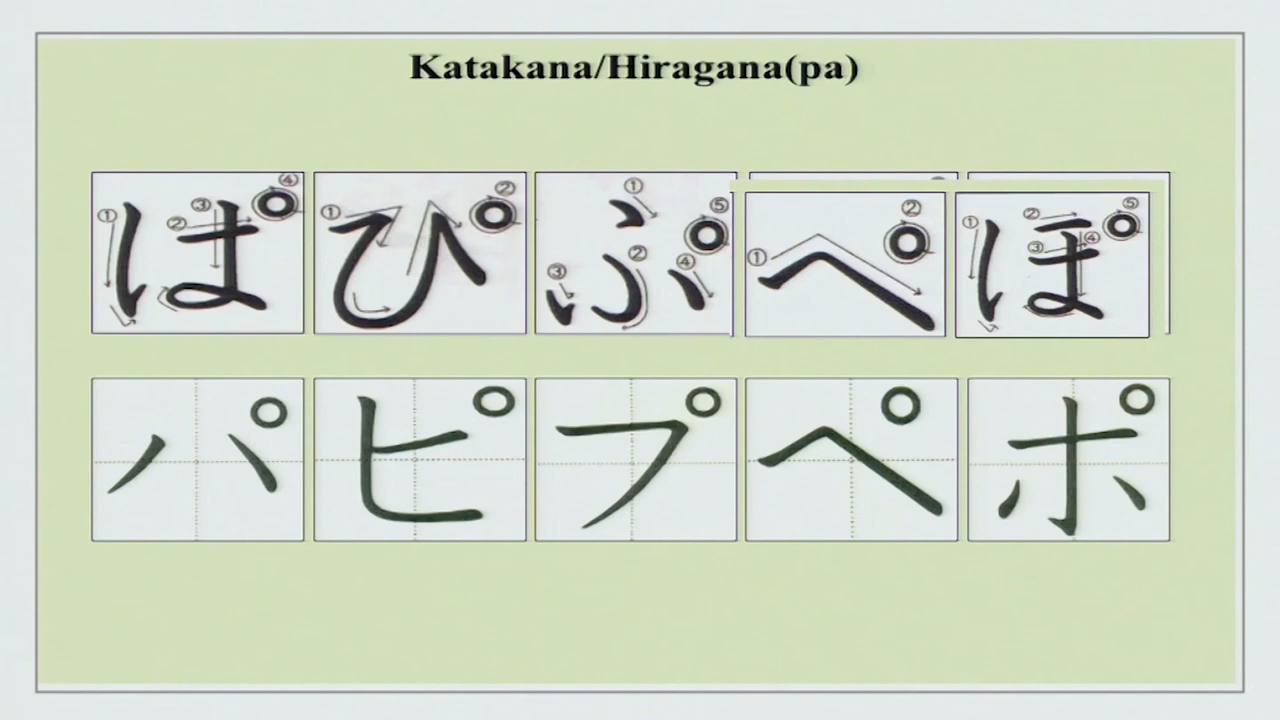 Katakana/Hiragana(pa)
ぱ ぴ ぷ ぺ ぽ
パ ピ プ ペ ポ